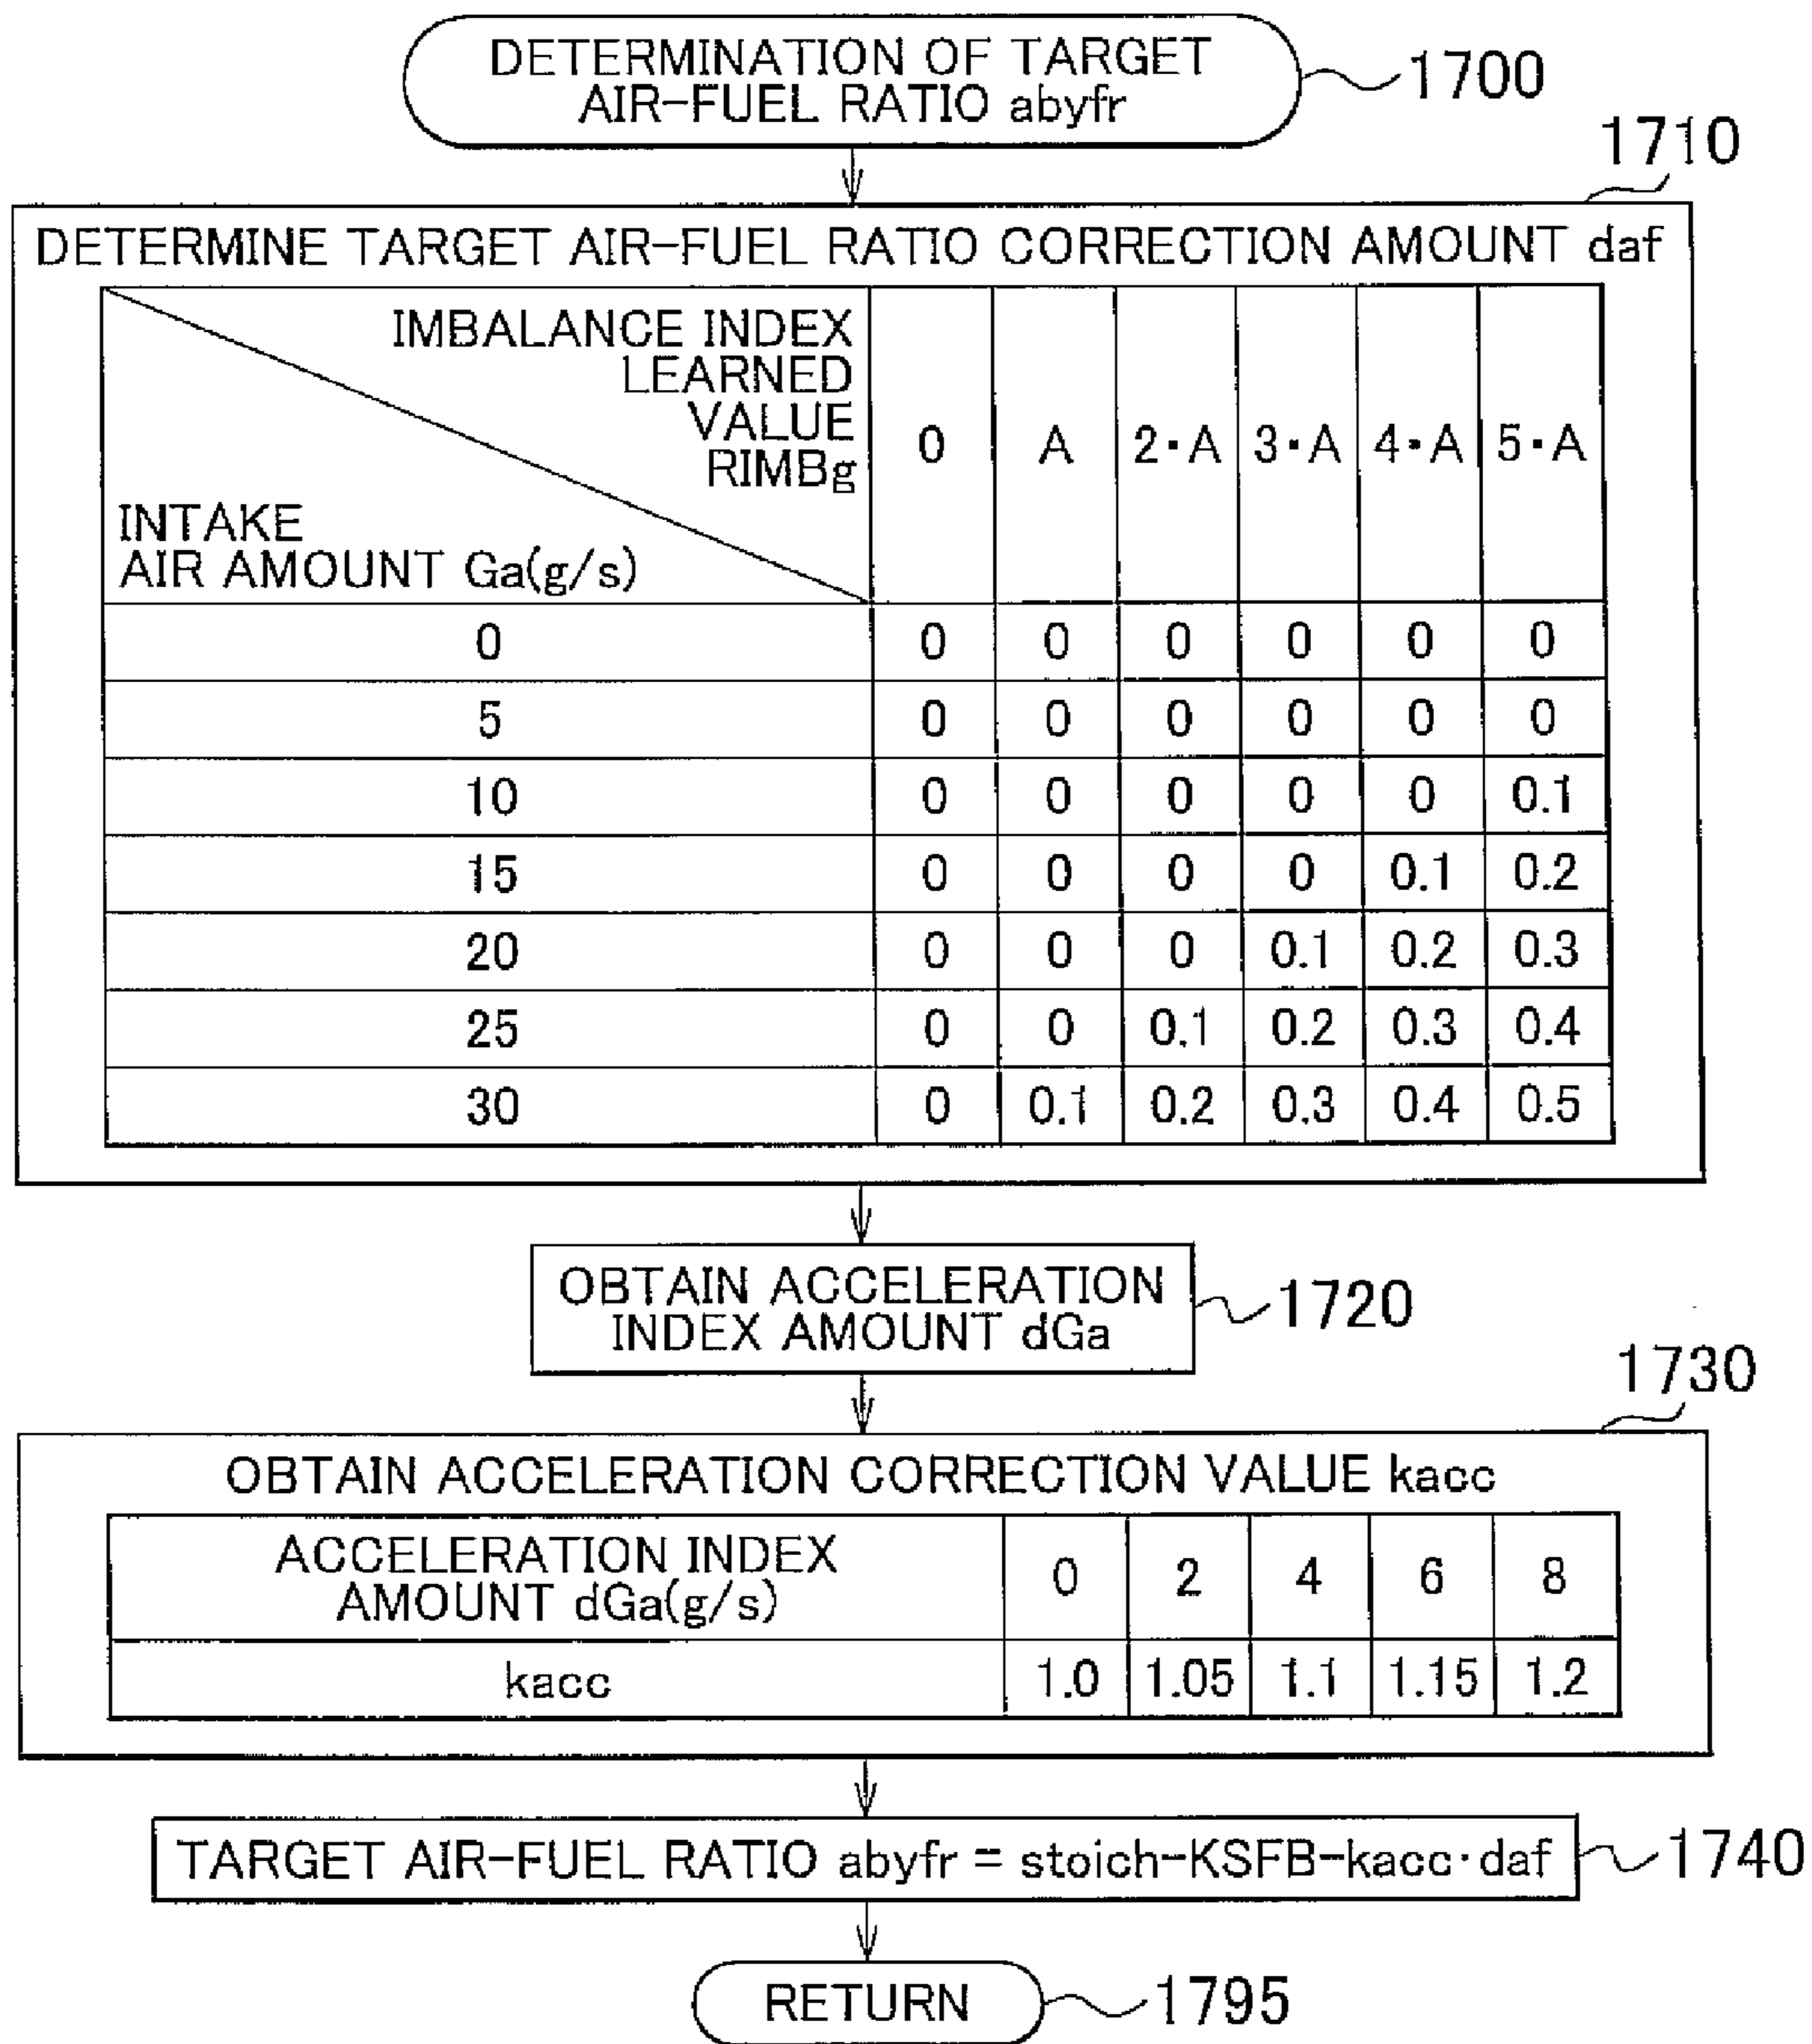 DETERMINATION OF TARGET
AIR-FUEL RATIO abyfr
1700
1710
DETERMINE TARGET AIR-FUEL RATIO CORRECTION AMOUNT daf
IMBALANCE INDEX
LEARNED
VALUE
RIMBg
INTAKE
AIR AMOUNT Ga(g/s)
0 A 2・A 3・A 4・A 5・A
0 0 0 0 0 0 0
5 0 0 0 0 0 0
10 0 0 0 0 0 0.1
15 0 0 0 0 0.1 0.2
20 0 0 0 0.1 0.2 0.3
25 0 0 0.1 0.2 0.3 0.4
30 0 0.1 0.2 0.3 0.4 0.5
OBTAIN ACCELERATION
INDEX AMOUNT dGa
1720
1730
OBTAIN ACCELERATION CORRECTION VALUE kacc
ACCELERATION INDEX
AMOUNT dGa(g/s)
0 2 4 6 8
kacc 1.0 1.05 1.1 1.15 1.2
TARGET AIR-FUEL RATIO abyfr = stoich-KSFB-kacc·daf
1740
RETURN
1795